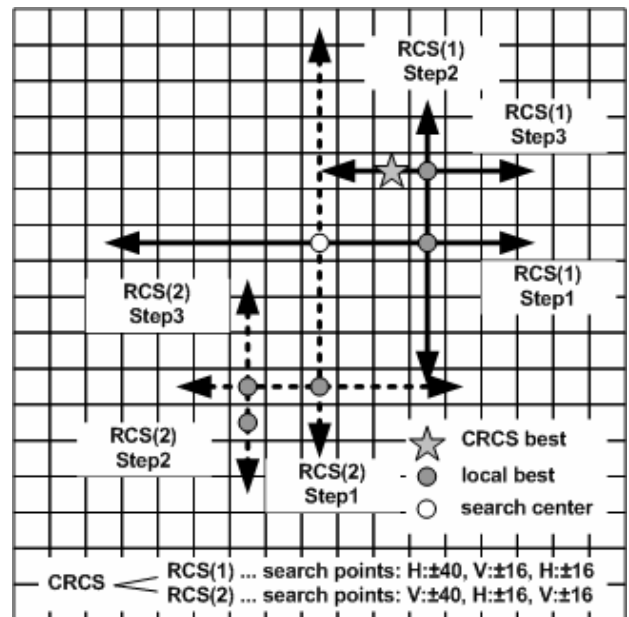 RCS(1)
Step2
RCS(1)
Step3
RCS(1)
Step1
RCS(2)
Step3
RCS(2)
Step2
RCS(2)
Step1
CRCS best
local best
search center
CRCS
RCS(1) ... search points: H:±40, V:±16, H:±16
RCS(2) ... search points: V:±40, H:±16, V:±16